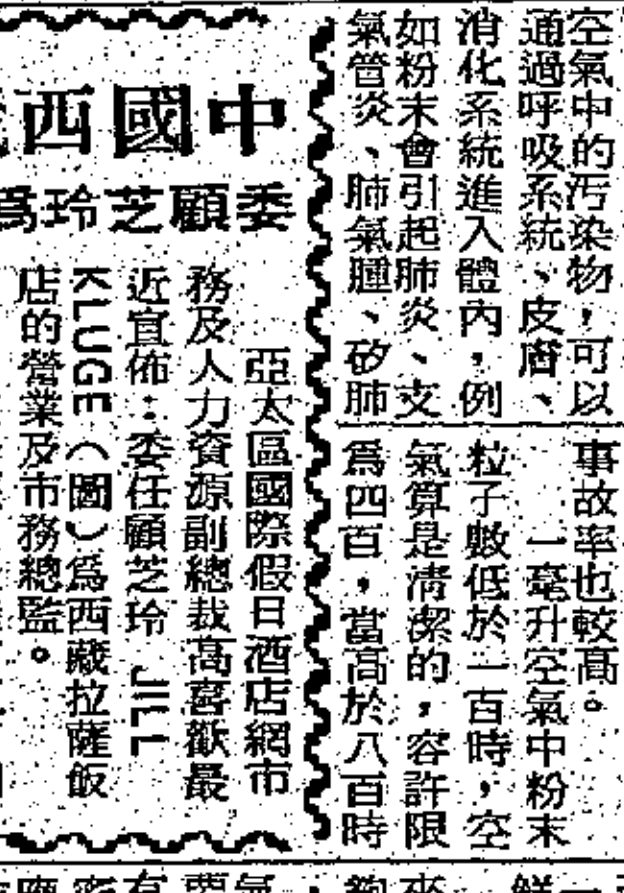 空氣中的污染物，可以
通過呼吸系統、皮膚、
消化系統進入體內，例
如粉末會引起肺炎、支
氣管炎、肺氣腫、矽肺
事故率也較高。
一毫升空氣中粉末
粒子數低於一百時，空
氣算是清潔的，容許限
爲四百，當高於八百時
中國西
委顧芝玲爲
亞太區國際假日酒店網市
務及人力資源副總裁高喜歡最
近宣佈：委任顧芝玲 JILL
KLUGE（圖）爲西藏拉薩飯
店的營業及市務總監。